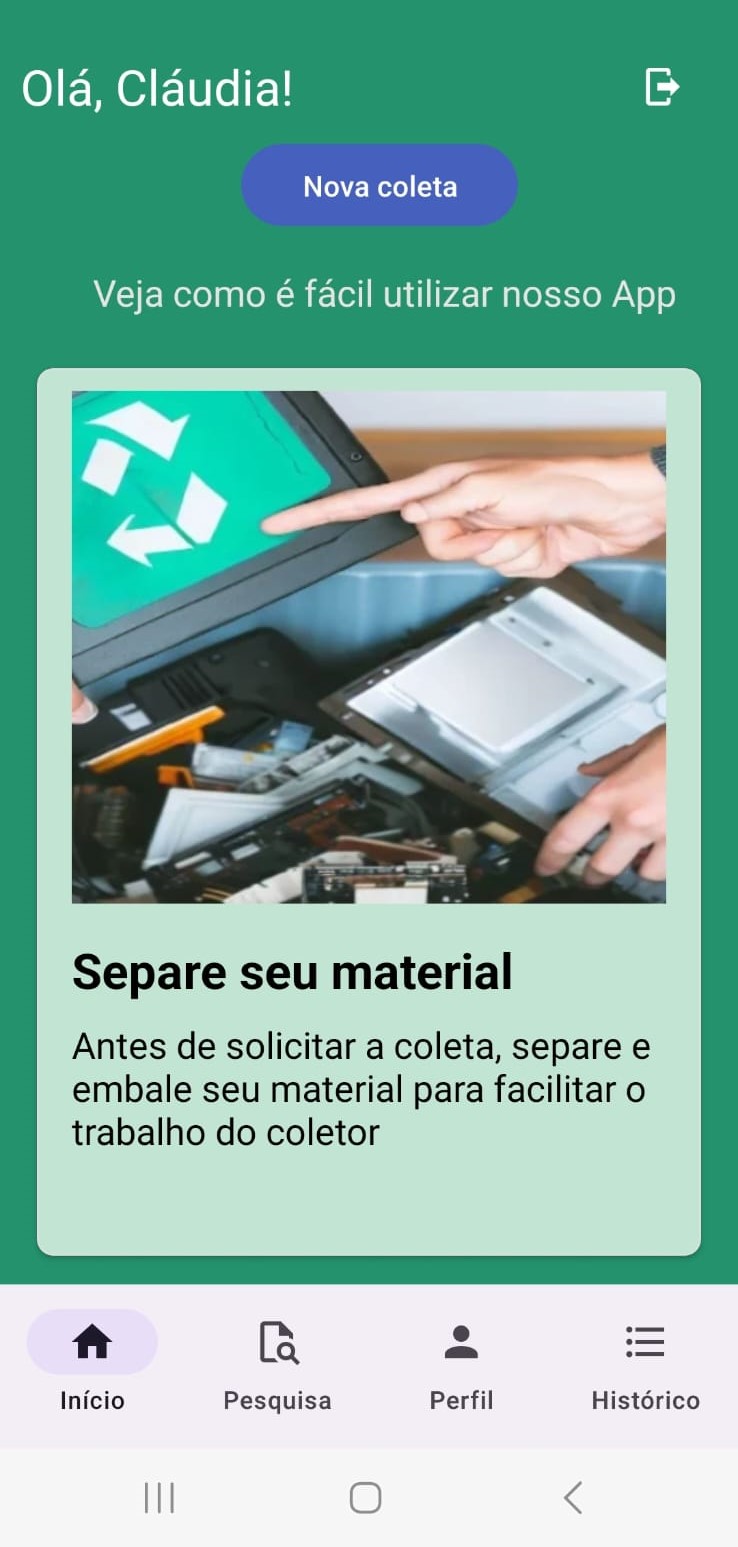 Olá, Cláudia!
Nova coleta
Veja como é fácil utilizar nosso App
Separe seu material
Antes de solicitar a coleta, separe e
embale seu material para facilitar o
trabalho do coletor
Início Pesquisa Perfil Histórico